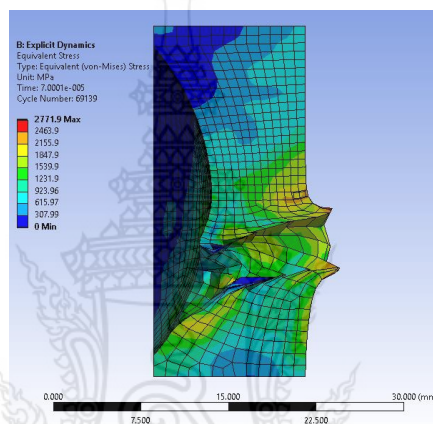 B: Explicit Dynamics
Equivalent Stress
Type: Equivalent (von-Mises) Stress
Unit: MPa
Time: 7.0001e-005
Cycle Number: 69139
2771.9 Max
2463.9
2155.9
1847.9
1539.9
1231.9
923.96
615.97
307.99
0 Min
0.000 15.000 30.000 (mm
7.500 22.500